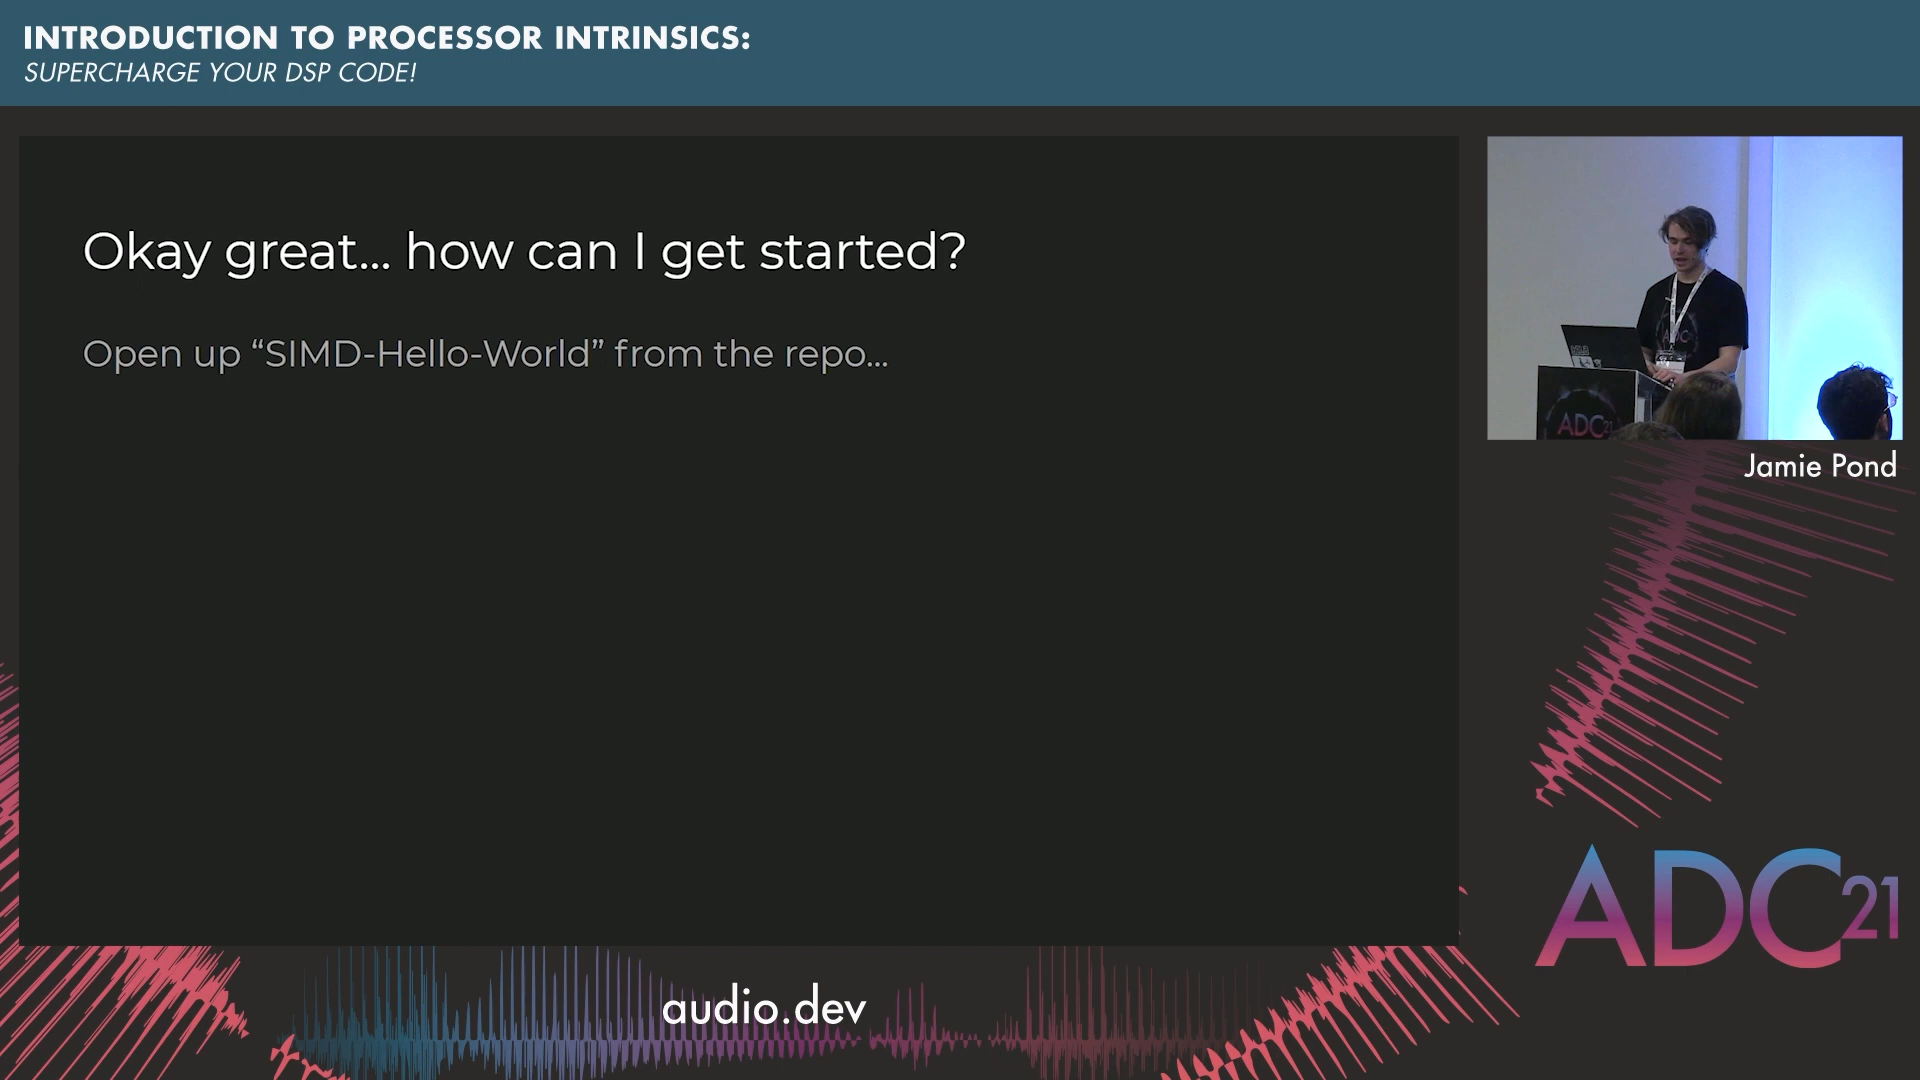 INTRODUCTION TO PROCESSOR INTRINSICS:
SUPERCHARGE YOUR DSP CODE!
Okay great... how can I get started?
Open up “SIMD-Hello-World” from the repo...
ADC21
Jamie Pond
ADC21
audio.dev